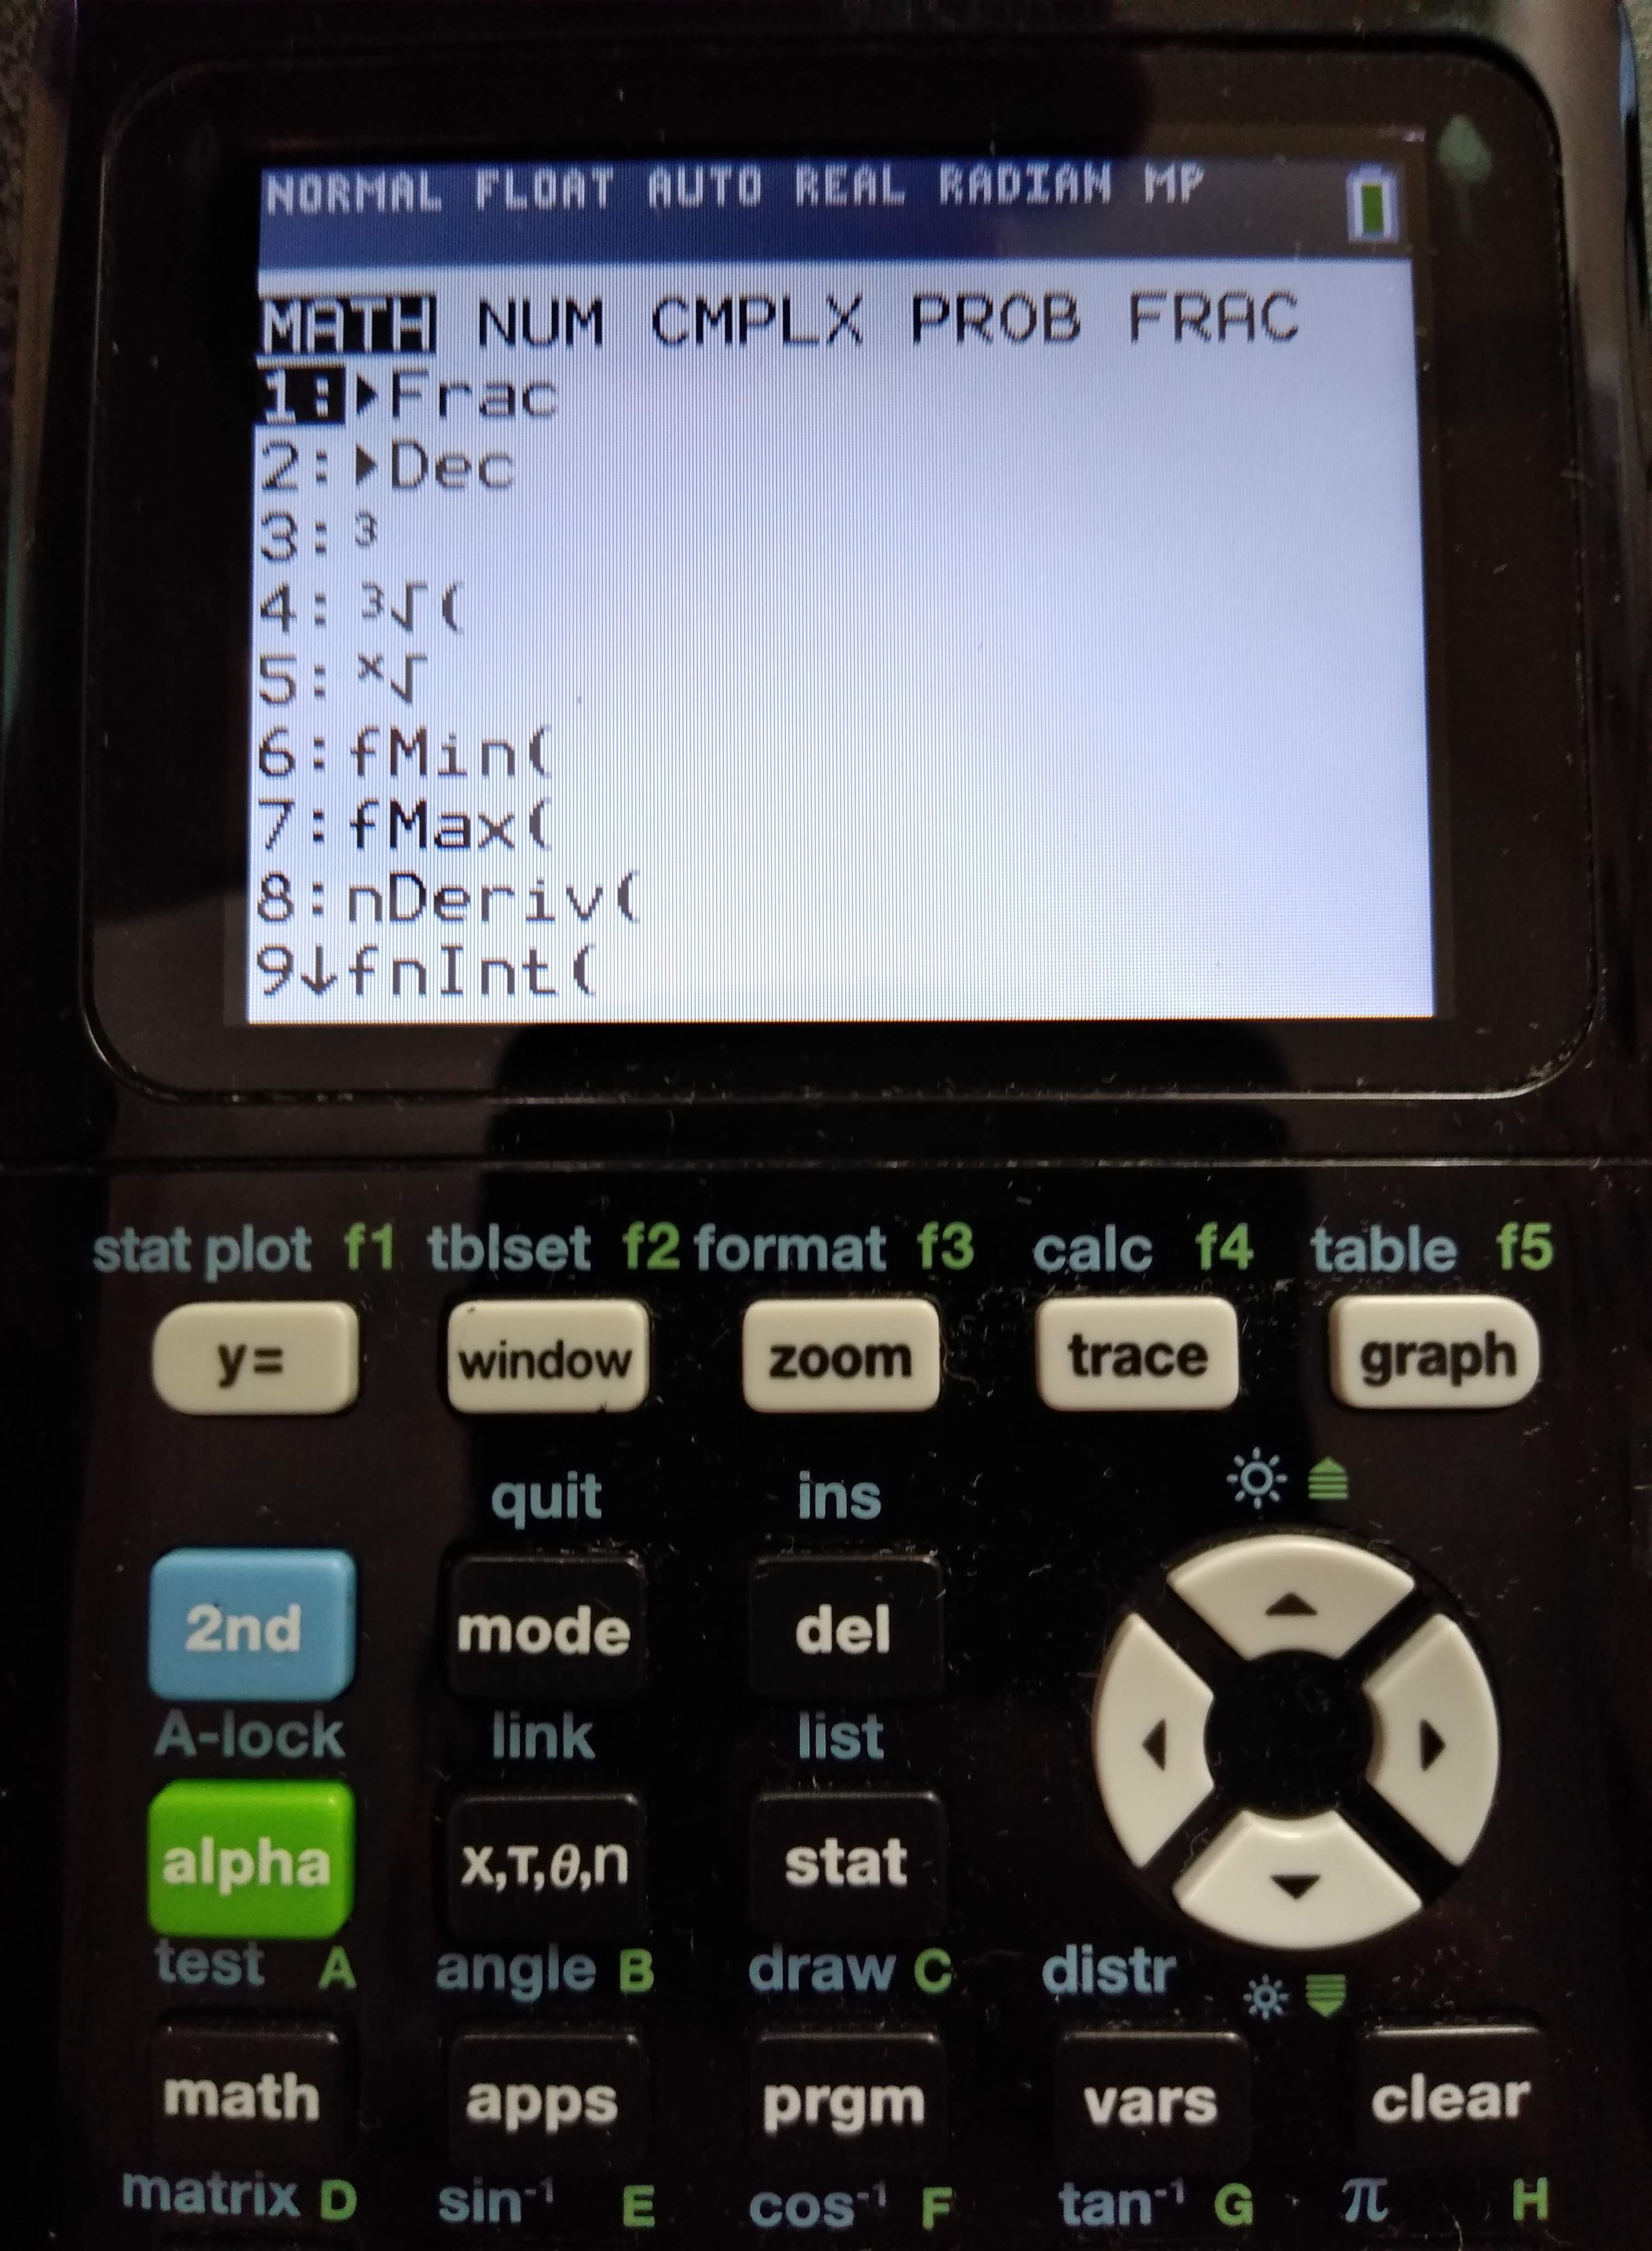 NORMAL FLOAT AUTO REAL RADIAN MP
MATH NUM CMPLX PROB FRAC
1:▶Frac
2:▶Dec
3:³
4:³√(
5:ˣ√
6:fMin(
7:fMax(
8:nDeriv(
9↓fnInt(
stat plot f1 tblset f2 format f3 calc f4 table f5
y= window zoom trace graph
quit ins
2nd mode del
A-lock link list
alpha X,T,θ,n stat
test A angle B draw C distr
math apps prgm vars clear
matrix D sin⁻¹ E cos⁻¹ F tan⁻¹ G π H